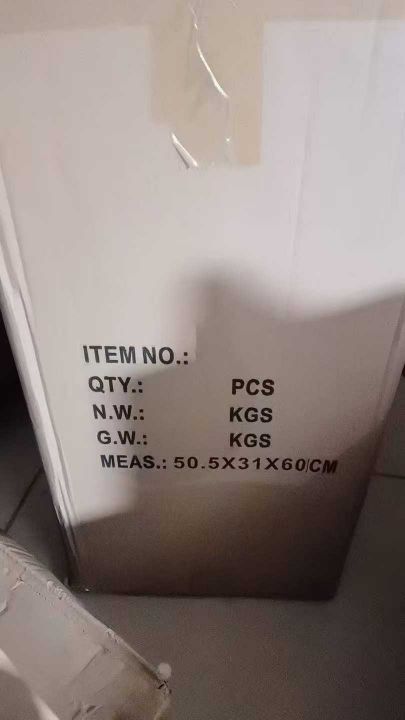 ITEM NO.:
QTY.: PCS
N.W.: KGS
G.W.: KGS
MEAS.: 50.5X31X60/CM